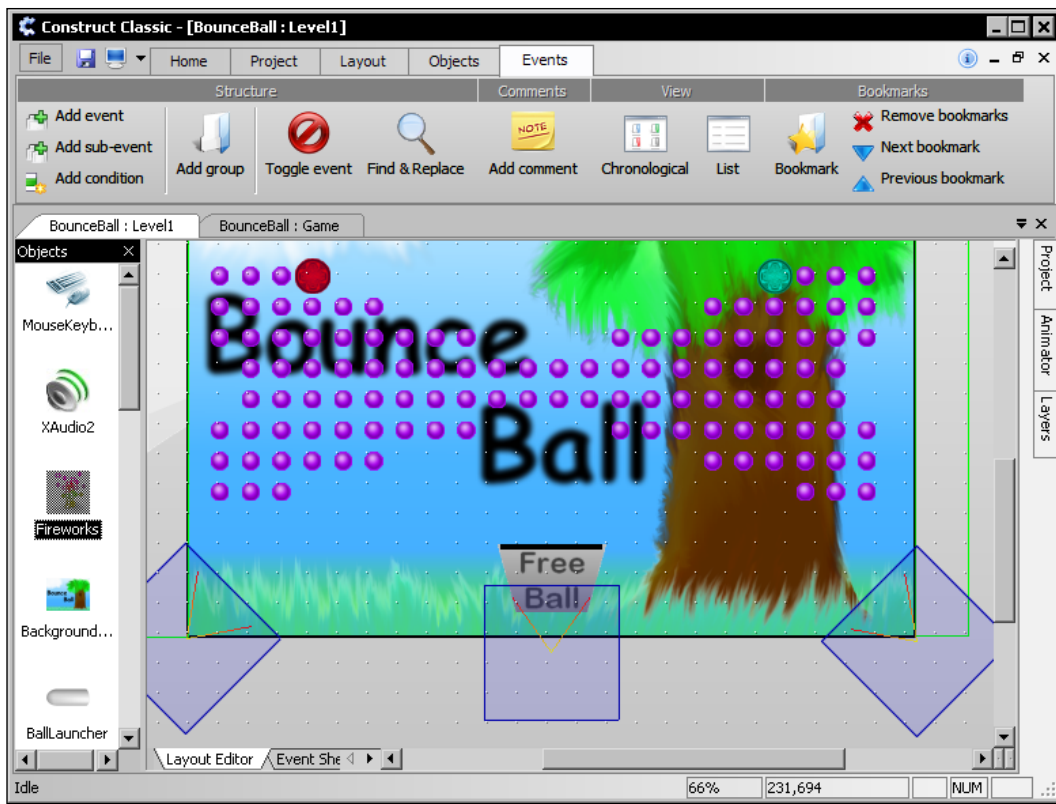 Construct Classic - [BounceBall : Level1]
File Home Project Layout Objects Events
Structure Comments View Bookmarks
Add event
Add sub-event
Add condition
Add group
Toggle event
Find & Replace
NOTE
Add comment
Chronological
List
Bookmark
Remove bookmarks
Next bookmark
Previous bookmark
BounceBall : Level1 BounceBall : Game
Objects
MouseKeyb...
XAudio2
Fireworks
Bounce
Ball
Background...
BallLauncher
Bounce
Ball
Free
Ball
Project
Animator
Layers
Layout Editor Event She
Idle 66% 231,694 NUM